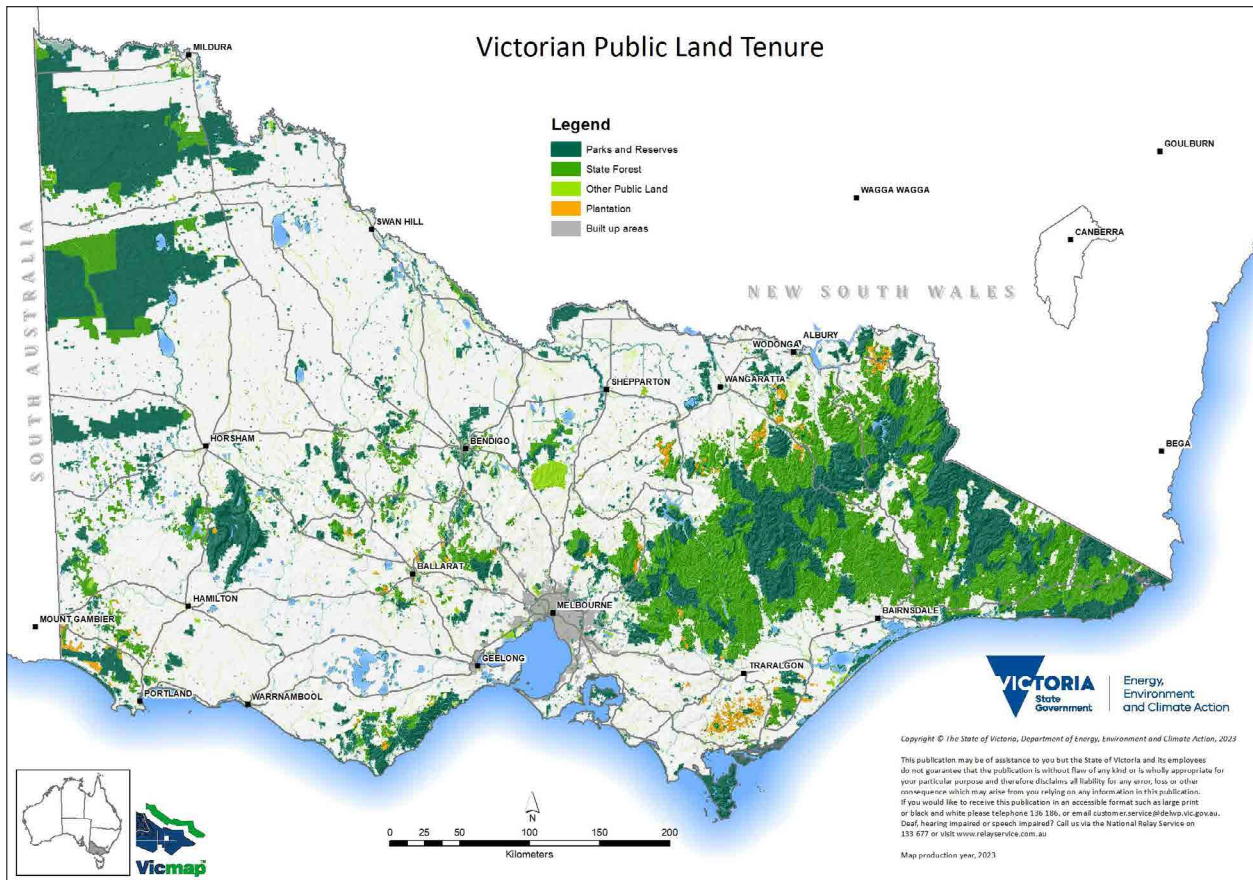 Victorian Public Land Tenure
MILDURA
Legend
Parks and Reserves
State Forest
Other Public Land
Plantation
Built up areas
GOULBURN
WAGGA WAGGA
SWAN HILL
CANBERRA
SOUTH AUSTRALIA
NEW SOUTH WALES
ALBURY
WODONGA
WANGARATTA
SHEPPARTON
HORSHAM
BENDIGO
BEGA
BALLARAT
HAMILTON
MELBOURNE
BAIRNSDALE
MOUNT GAMBIER
GEELONG
TRARALGON
PORTLAND
WARRNAMBOOL
VICTORIA
State
Government
Energy,
Environment
and Climate Action
Copyright © The State of Victoria, Department of Energy, Environment and Climate Action, 2023
This publication may be of assistance to you but the State of Victoria and its employees
do not guarantee that the publication is without flaw of any kind or is wholly appropriate for
your particular purpose and therefore disclaims all liability for any error, loss or other
consequence which may arise from you relying on any information in this publication.
If you would like to receive this publication in an accessible format such as large print
or black and white please telephone 136 186, or email customer.service@delwp.vic.gov.au.
Deaf, hearing impaired or speech impaired? Call us via the National Relay Service on
133 677 or visit www.relayservice.com.au
Map production year, 2023
Vicmap™
N
0 25 50 100 150 200
Kilometers